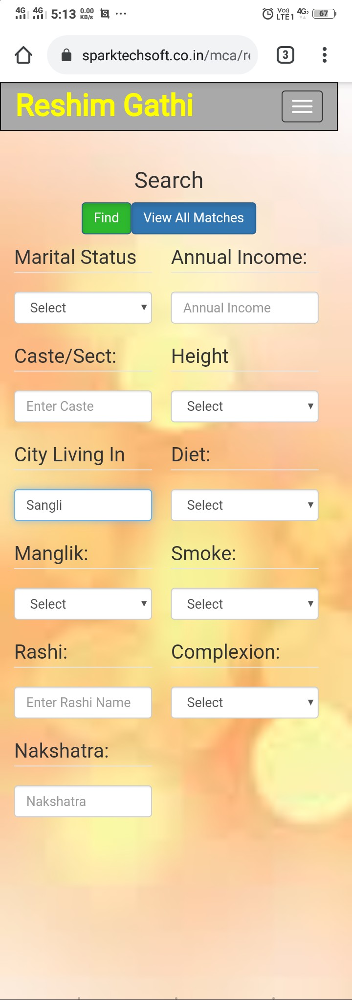 4G 4G 5:13 0.00 KB/s S ... Vo)) LTE1 4G2 67
sparktechsoft.co.in/mca/re 3
Reshim Gathi
Search
Find View All Matches
Marital Status Annual Income:
Select Annual Income
Caste/Sect: Height
Enter Caste Select
City Living In Diet:
Sangli Select
Manglik: Smoke:
Select Select
Rashi: Complexion:
Enter Rashi Name Select
Nakshatra:
Nakshatra